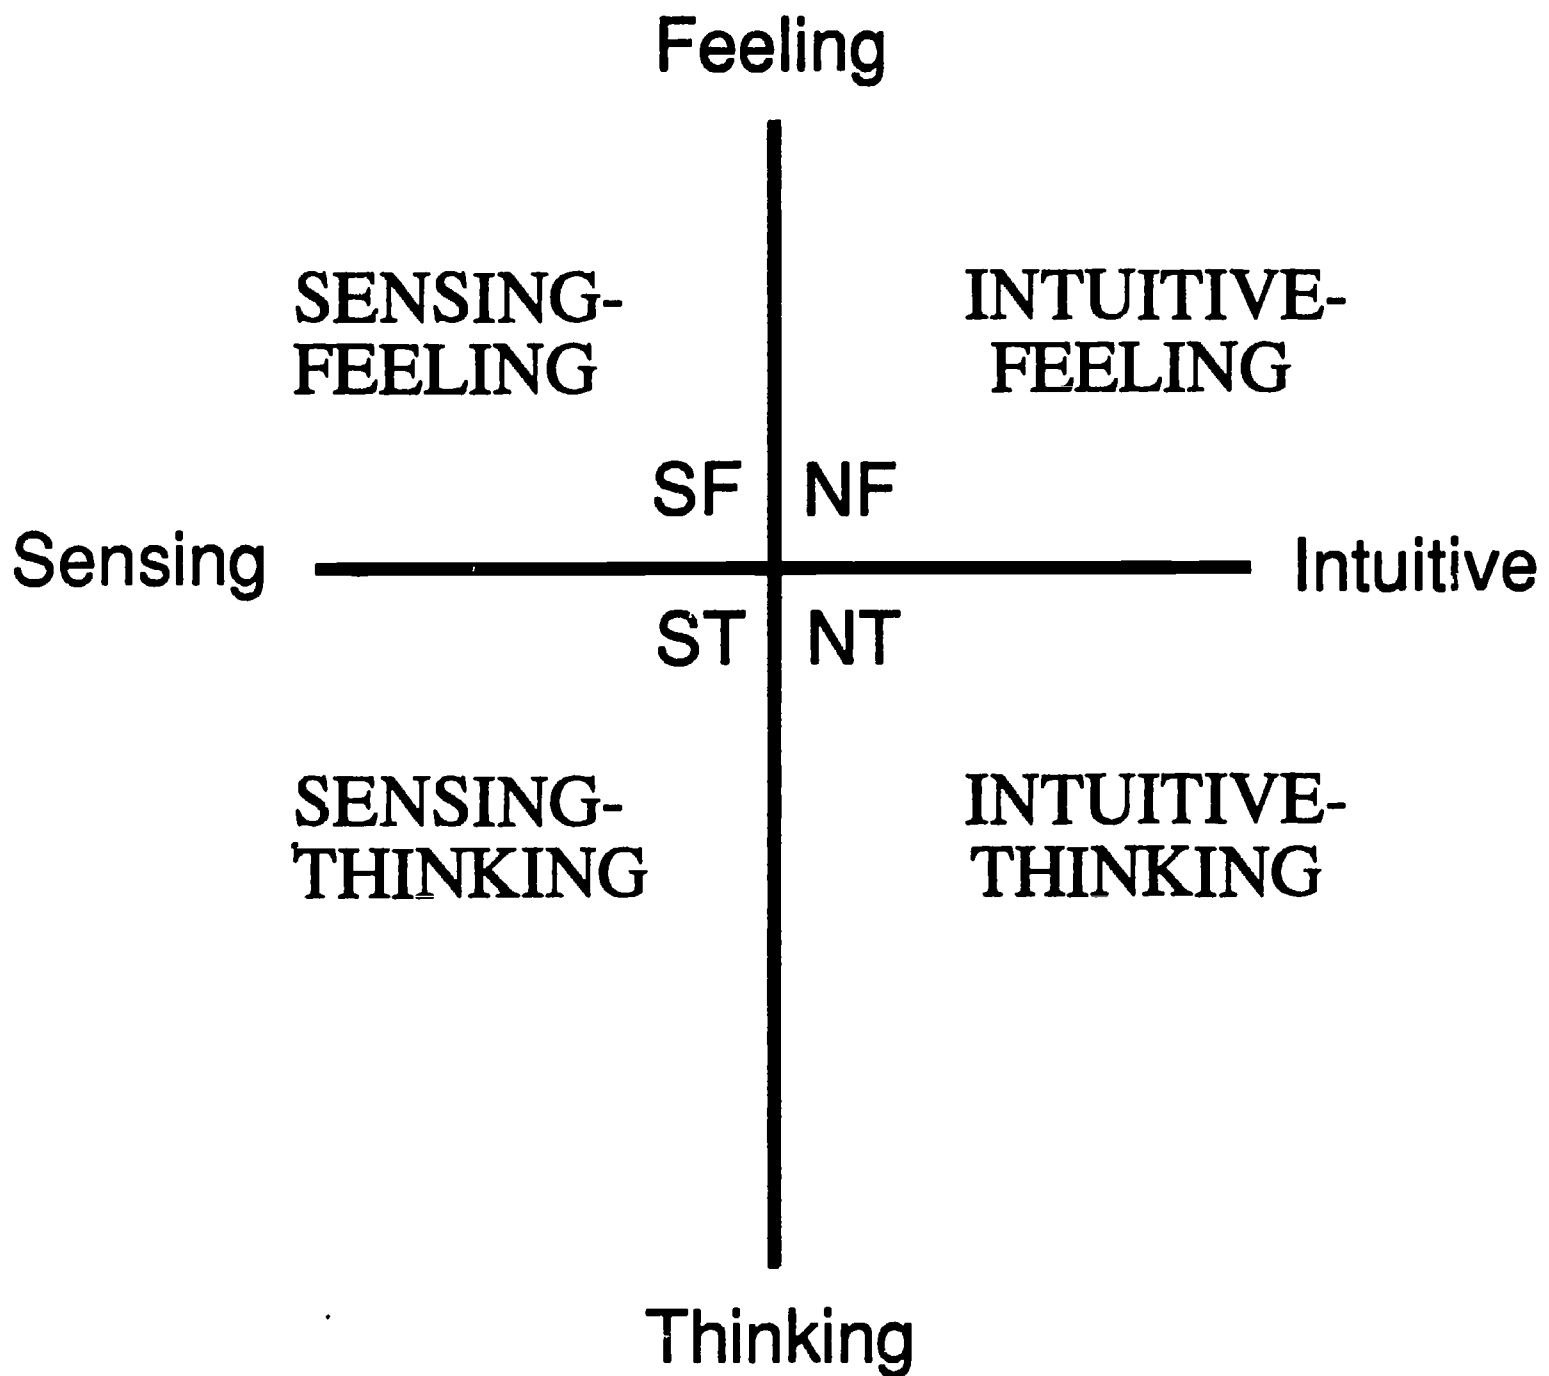 Feeling
SENSING-
FEELING
INTUITIVE-
FEELING
SF NF
Sensing
Intuitive
ST NT
SENSING-
THINKING
INTUITIVE-
THINKING
Thinking